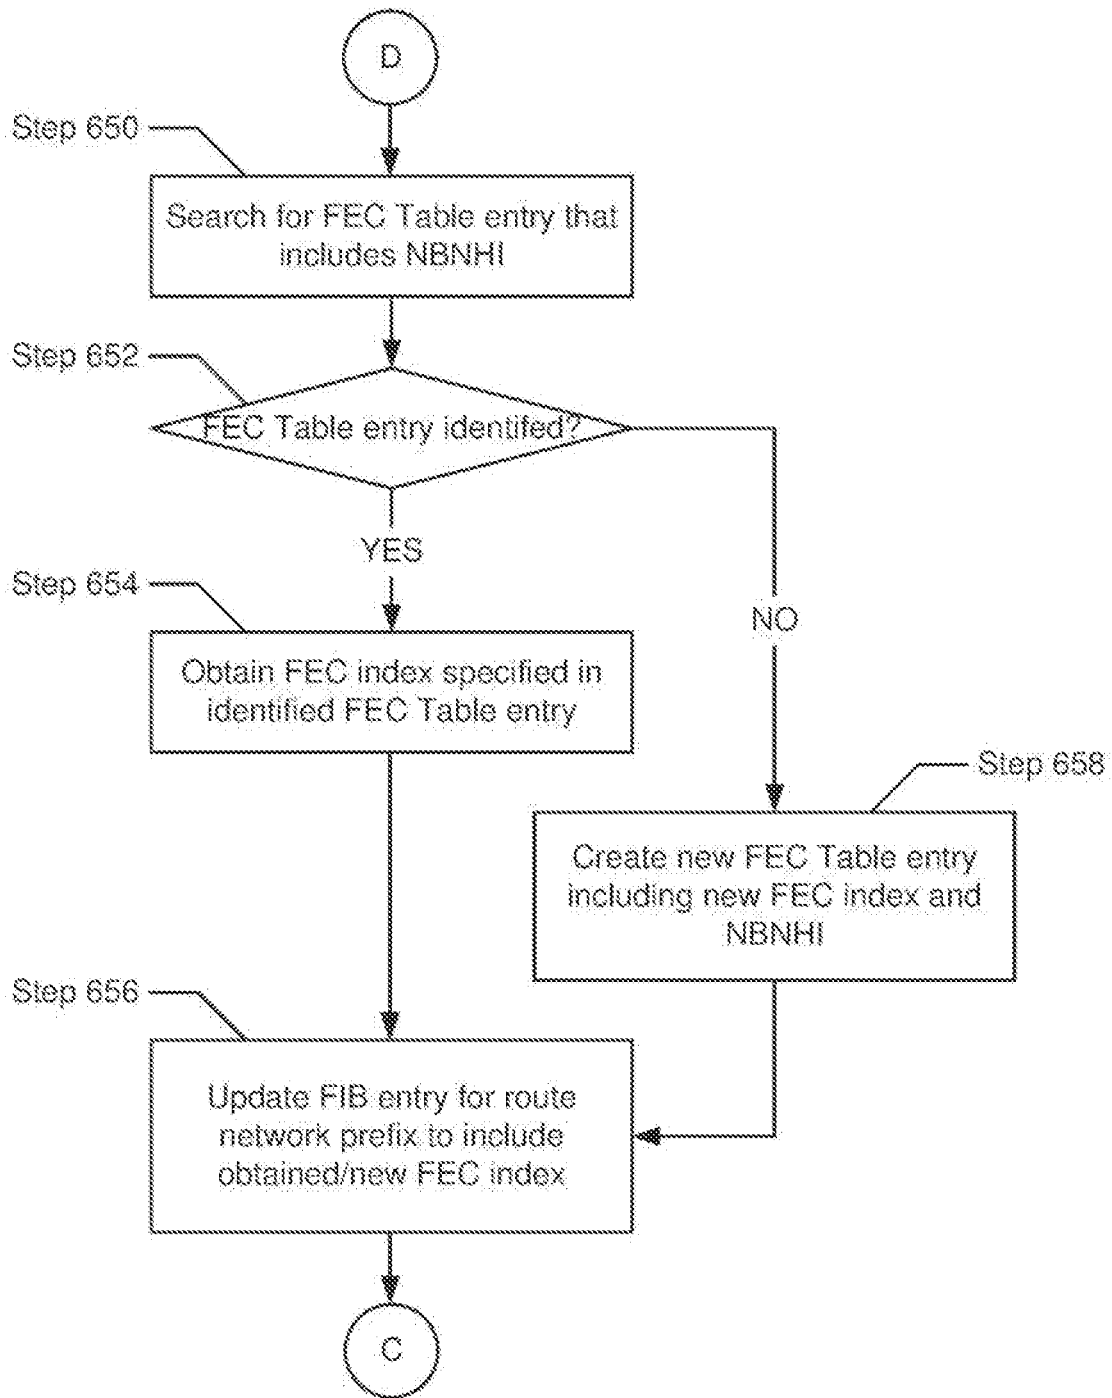 D
Step 650
Search for FEC Table entry that
includes NBNHI
Step 652
FEC Table entry identifed?
YES
NO
Step 654
Obtain FEC index specified in
identified FEC Table entry
Step 658
Create new FEC Table entry
including new FEC index and
NBNHI
Step 656
Update FIB entry for route
network prefix to include
obtained/new FEC index
C